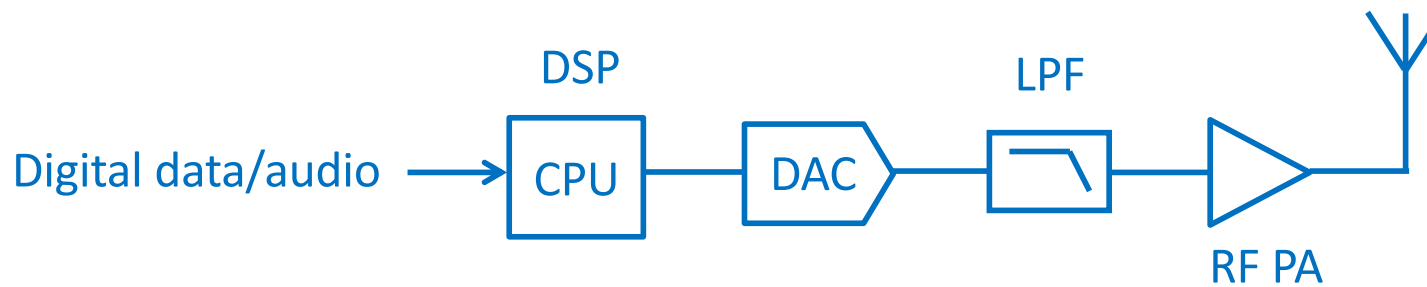 DSP
LPF
Digital data/audio
CPU
DAC
RF PA